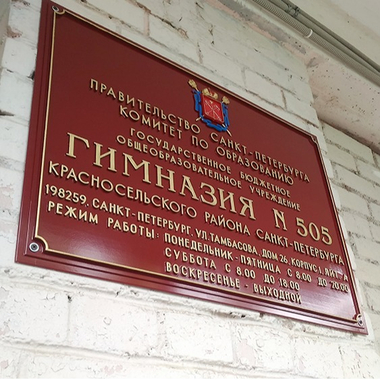 ПРАВИТЕЛЬСТВО САНКТ-ПЕТЕРБУРГА
КОМИТЕТ ПО ОБРАЗОВАНИЮ
ГОСУДАРСТВЕННОЕ БЮДЖЕТНОЕ
ОБЩЕОБРАЗОВАТЕЛЬНОЕ УЧРЕЖДЕНИЕ
ГИМНАЗИЯ N 505
КРАСНОСЕЛЬСКОГО РАЙОНА САНКТ-ПЕТЕРБУРГА
198259, САНКТ-ПЕТЕРБУРГ, УЛ.ТАМБАСОВА, ДОМ 26, КОРПУС 1, ЛИТ А
РЕЖИМ РАБОТЫ: ПОНЕДЕЛЬНИК-ПЯТНИЦА С 8.00 ДО 20.00
СУББОТА С 8.00 ДО 18.00
ВОСКРЕСЕНЬЕ - ВЫХОДНОЙ